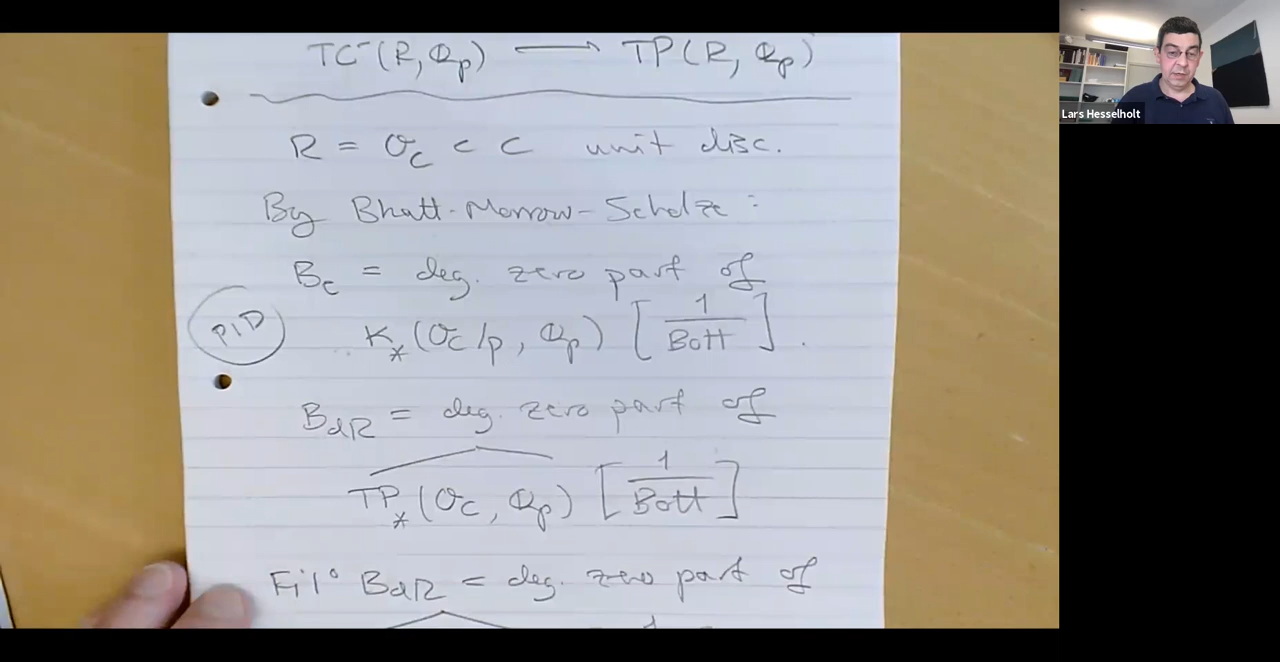 TC⁻(R, ℚp) ⟶ TP(R, ℚp)
R = 𝒪_C ⊂ C unit disc.
By Bhatt-Morrow-Scholze:
B_C = deg. zero part of
PID
K_*(𝒪_C/p, ℚp) [1/Bott].
B_dR = deg. zero part of
TP_*(𝒪_C, ℚp) [1/Bott]
Fil⁰ B_dR = deg. zero part of
Lars Hesselholt